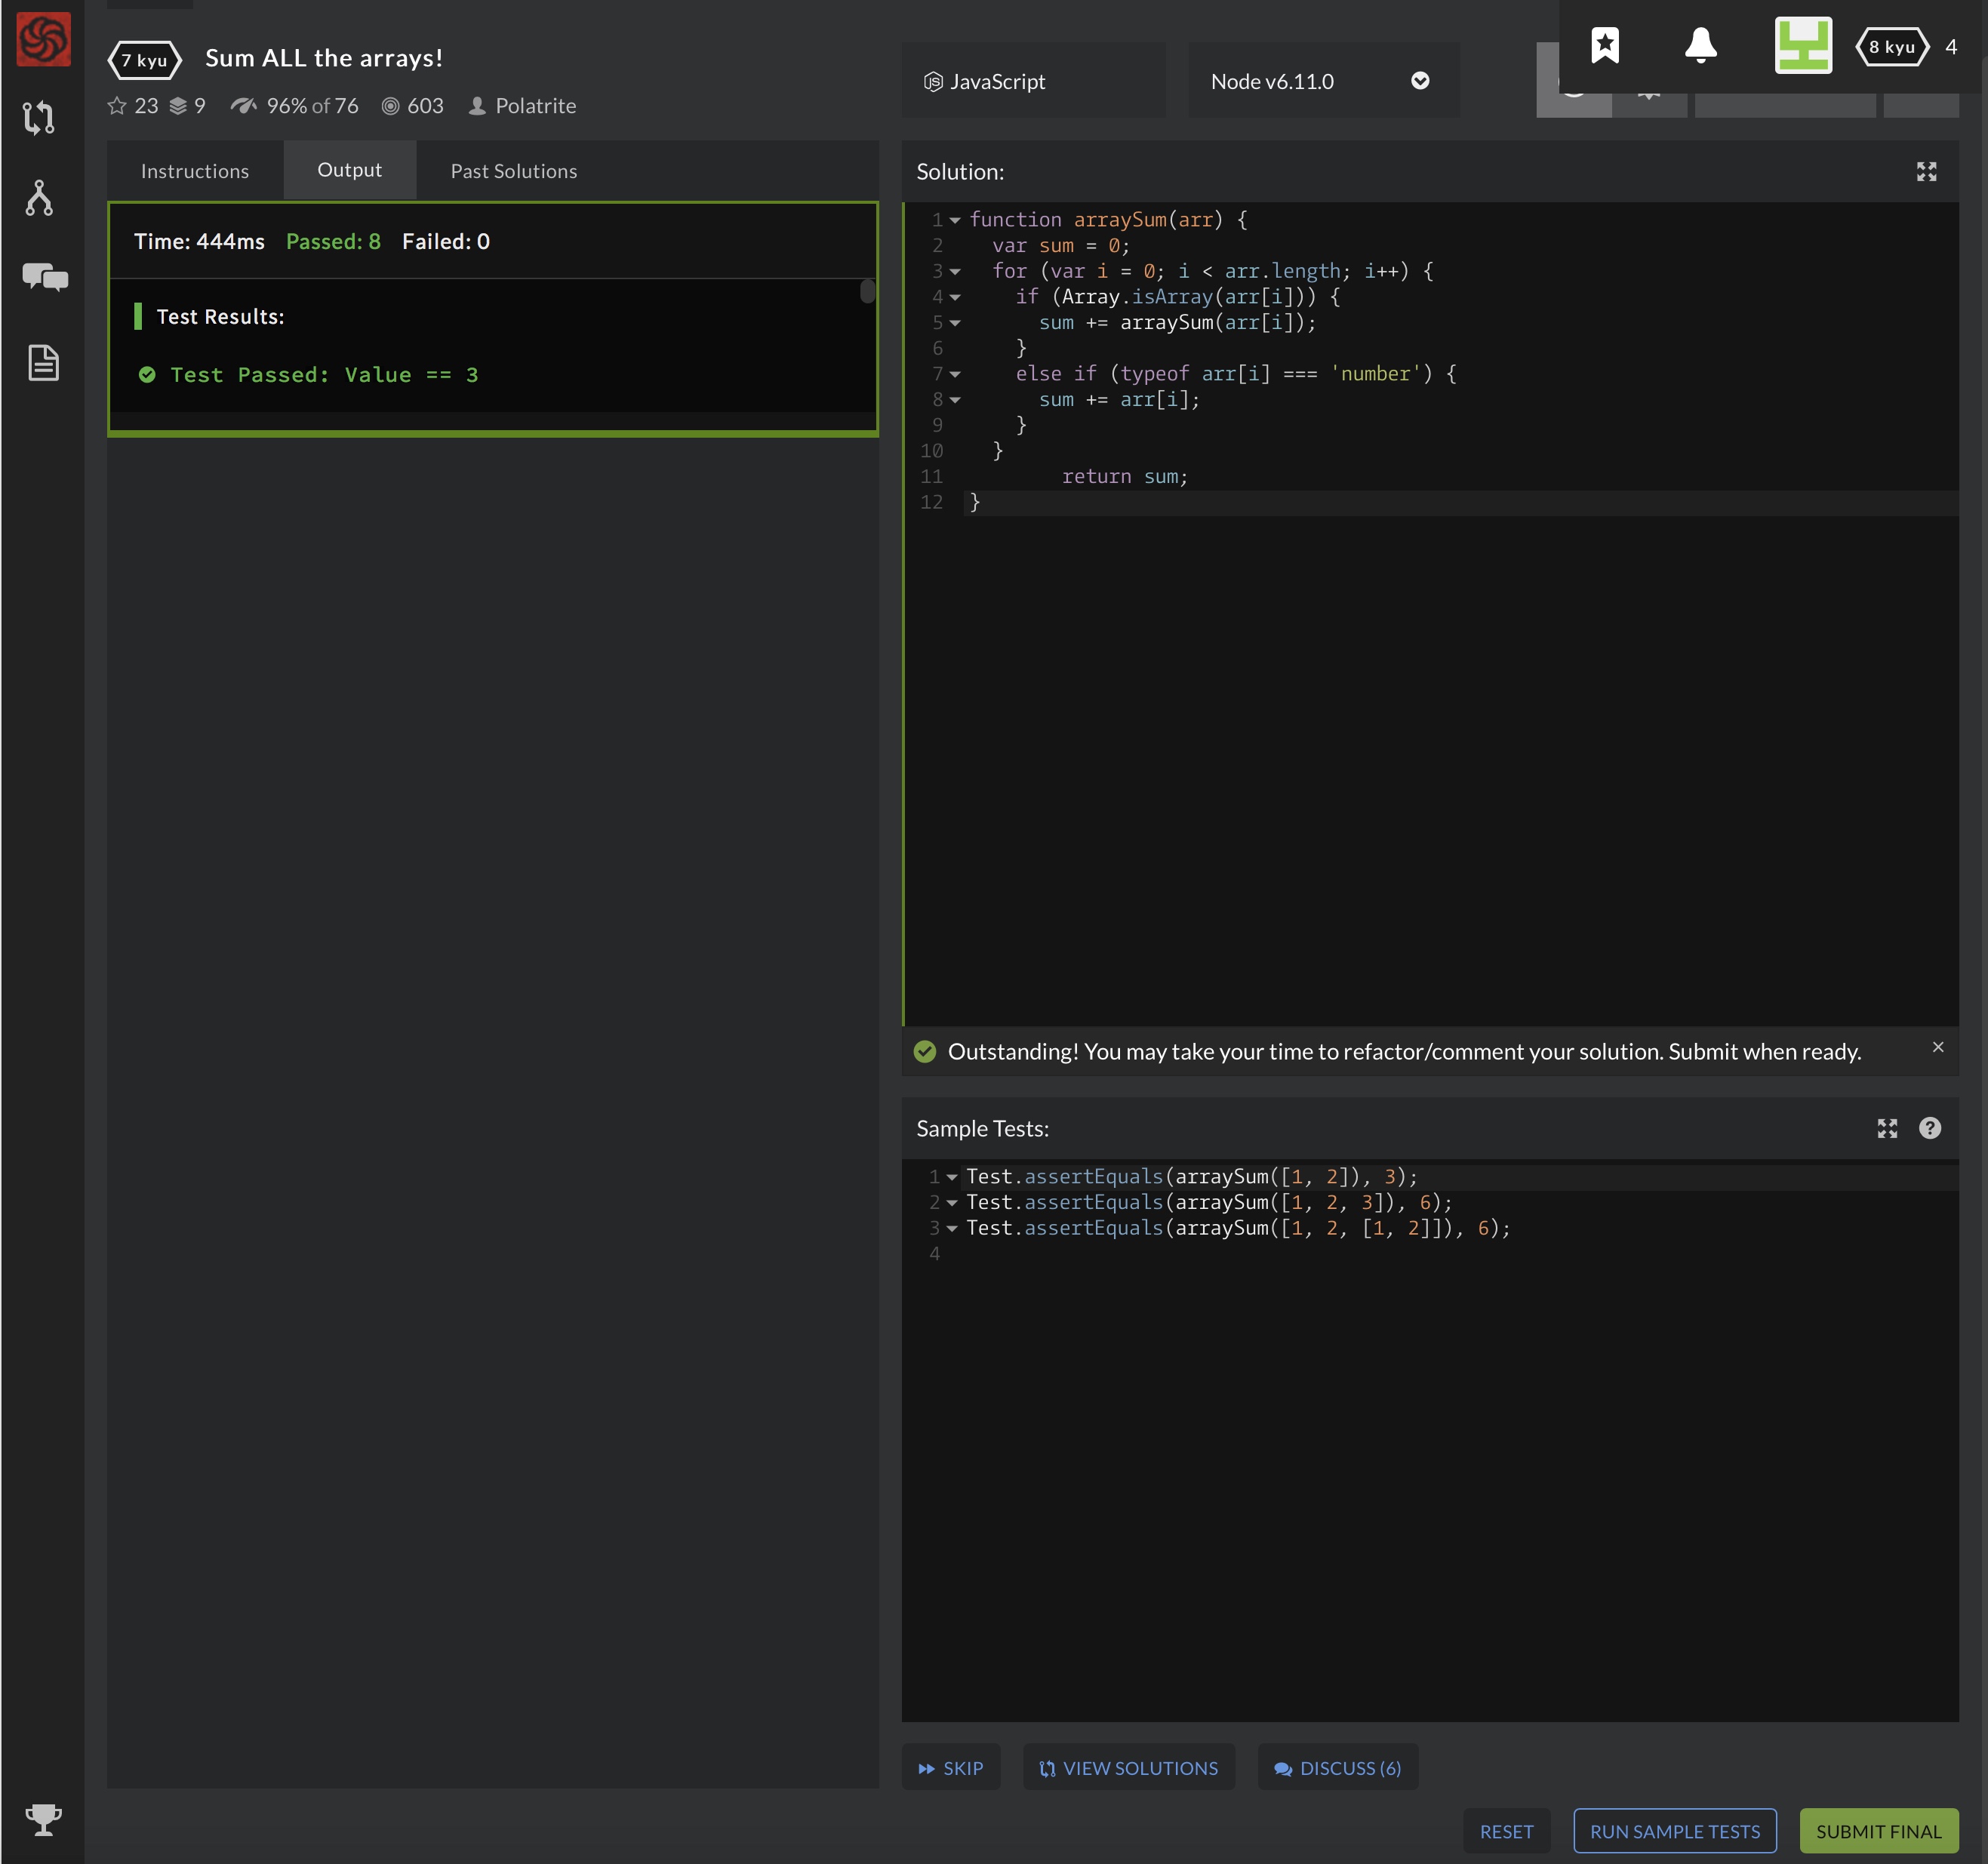 7 kyu Sum ALL the arrays!
23 9 96% of 76 603 Polatrite
JavaScript
Node v6.11.0
8 kyu 4
Instructions Output Past Solutions
Time: 444ms Passed: 8 Failed: 0
Test Results:
Test Passed: Value == 3
Solution:
1 function arraySum(arr) {
2   var sum = 0;
3   for (var i = 0; i < arr.length; i++) {
4     if (Array.isArray(arr[i])) {
5       sum += arraySum(arr[i]);
6     }
7     else if (typeof arr[i] === 'number') {
8       sum += arr[i];
9     }
10   }
11         return sum;
12 }
Outstanding! You may take your time to refactor/comment your solution. Submit when ready. ×
Sample Tests:
1 Test.assertEquals(arraySum([1, 2]), 3);
2 Test.assertEquals(arraySum([1, 2, 3]), 6);
3 Test.assertEquals(arraySum([1, 2, [1, 2]]), 6);
4
SKIP VIEW SOLUTIONS DISCUSS (6)
RESET RUN SAMPLE TESTS SUBMIT FINAL